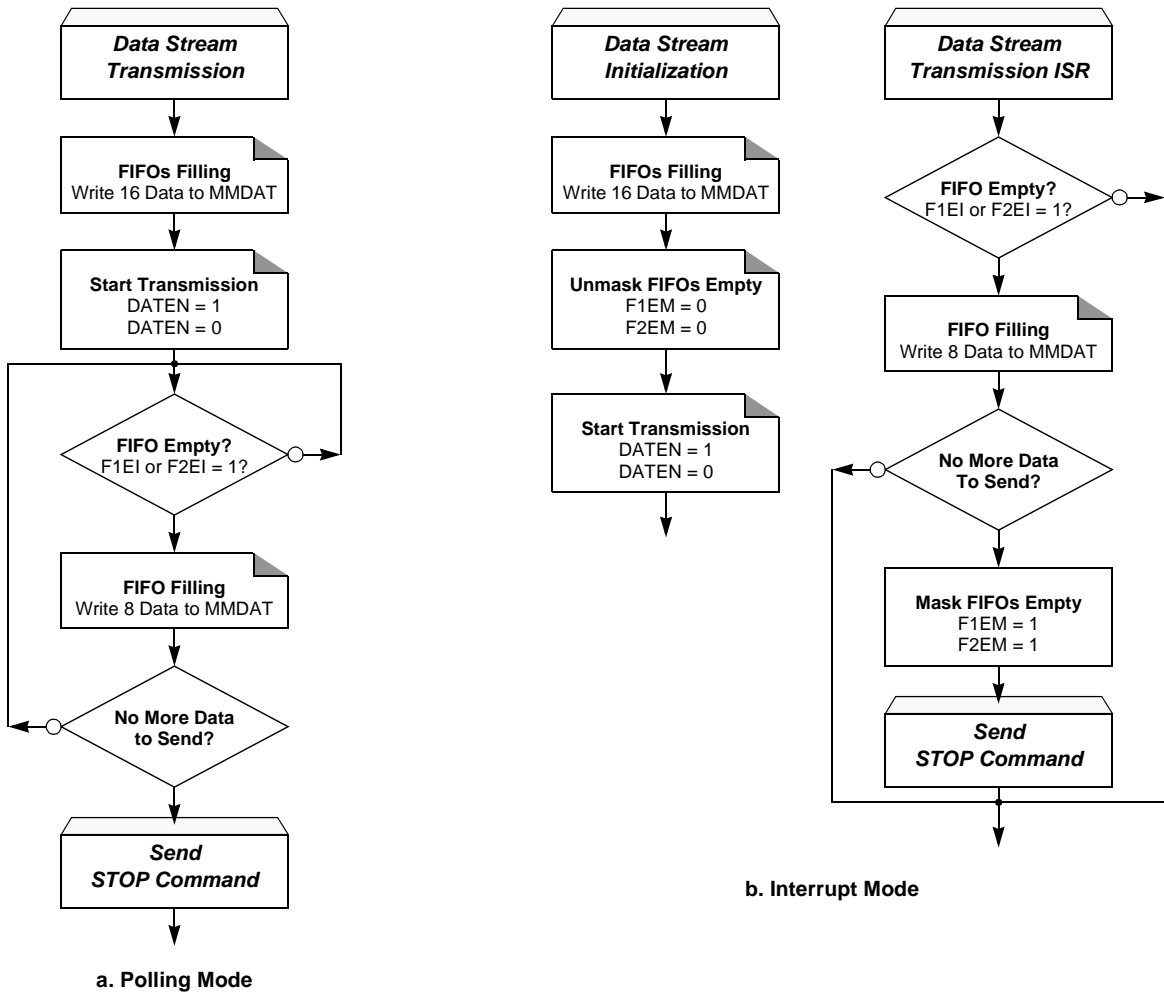 Data Stream
Transmission
FIFOs Filling
Write 16 Data to MMDAT
Start Transmission
DATEN = 1
DATEN = 0
FIFO Empty?
F1EI or F2EI = 1?
FIFO Filling
Write 8 Data to MMDAT
No More Data
to Send?
Send
STOP Command
a. Polling Mode
Data Stream
Initialization
FIFOs Filling
Write 16 Data to MMDAT
Unmask FIFOs Empty
F1EM = 0
F2EM = 0
Start Transmission
DATEN = 1
DATEN = 0
Data Stream
Transmission ISR
FIFO Empty?
F1EI or F2EI = 1?
FIFO Filling
Write 8 Data to MMDAT
No More Data
To Send?
Mask FIFOs Empty
F1EM = 1
F2EM = 1
Send
STOP Command
b. Interrupt Mode